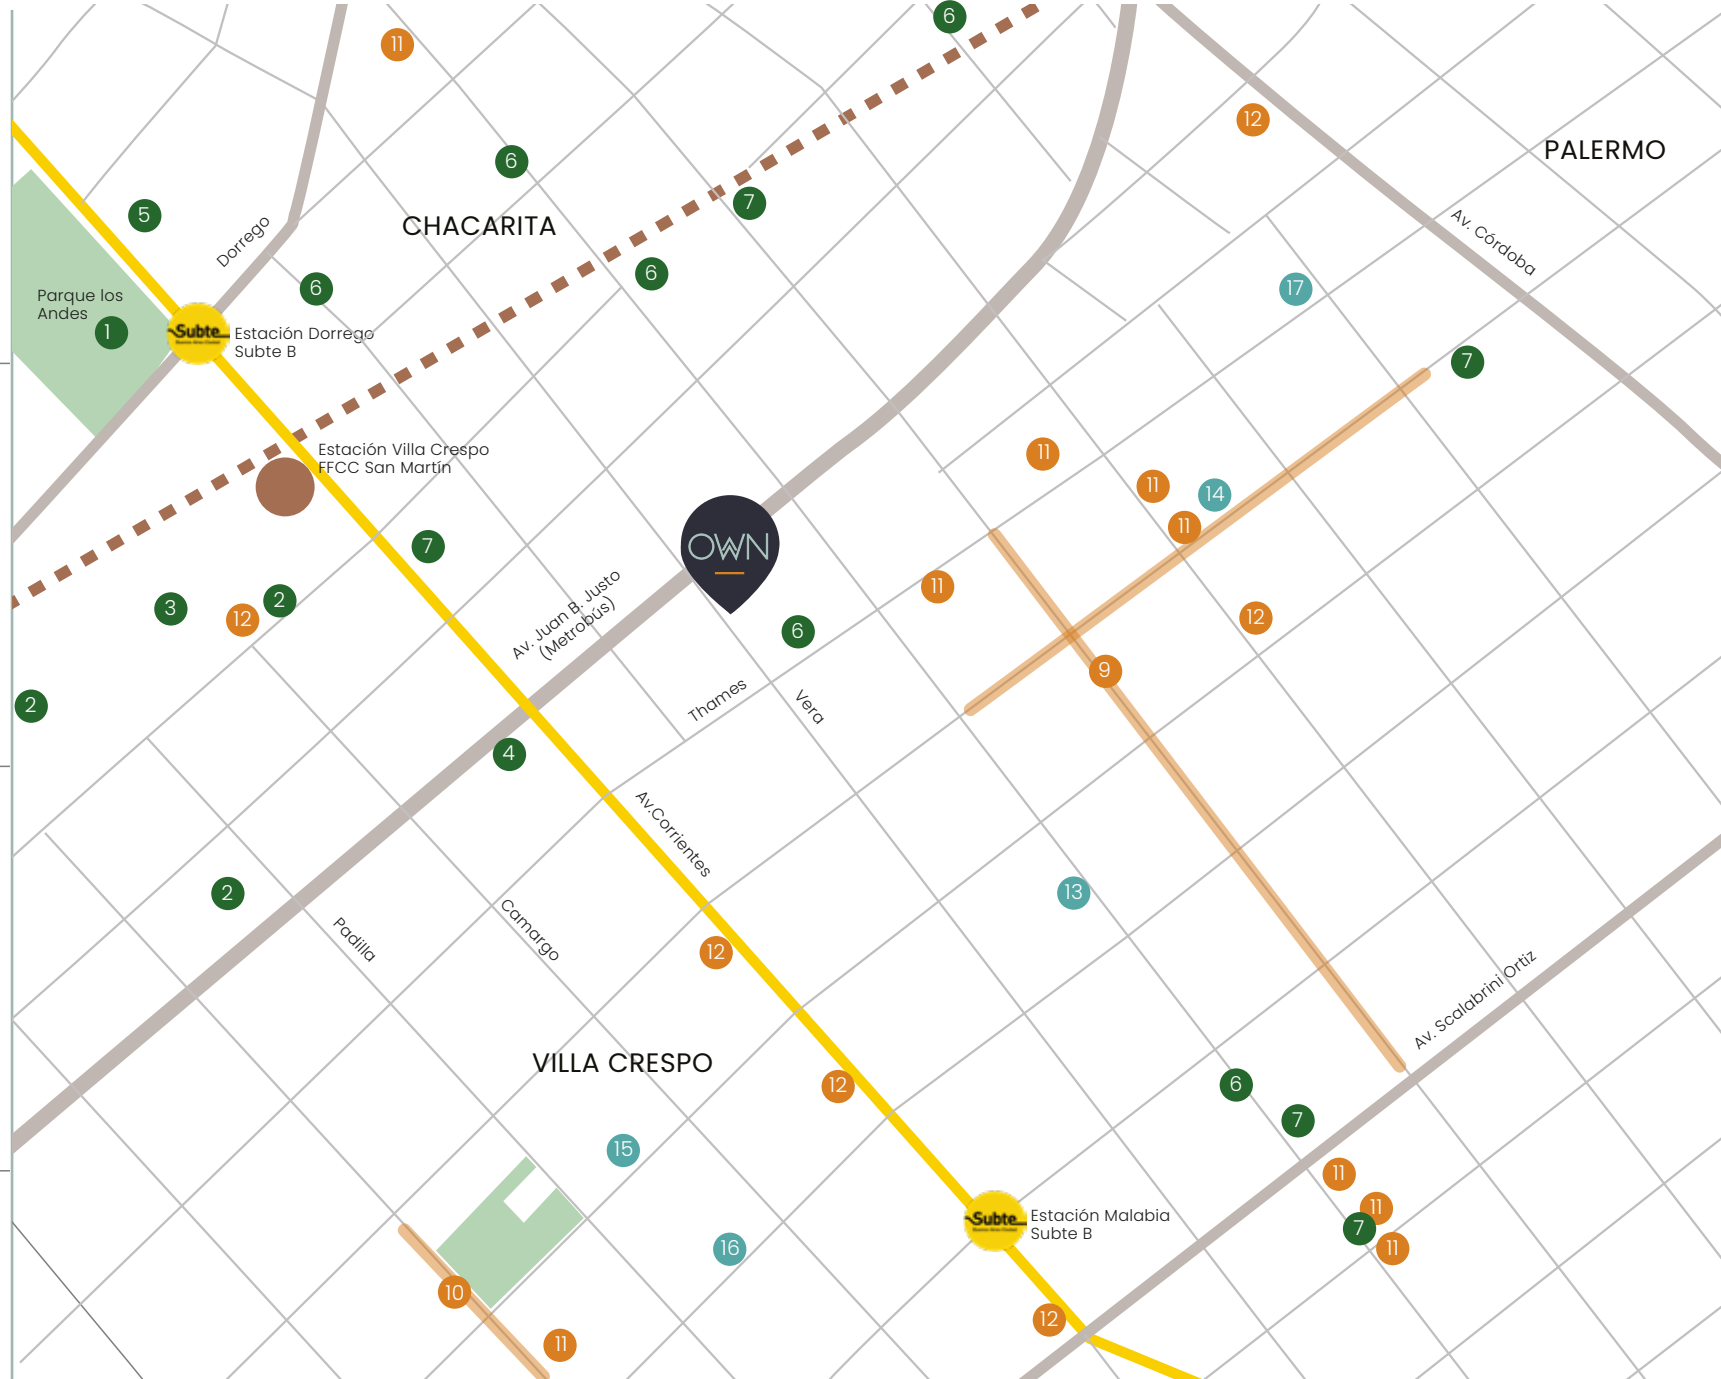 6
11
12
PALERMO
6
7
5
CHACARITA
Dorrego
Av. Córdoba
6
6
17
Parque los
Andes
1
Subte
Estación Dorrego
Subte B
7
Estación Villa Crespo
FFCC San Martín
11
11
14
11
7
OWN
11
3
12
2
Av. Juan B. Justo
(Metrobús)
6
12
9
2
Thames
Vera
4
Av.Corrientes
2
13
Padilla
Camargo
12
Av. Scalabrini Ortiz
VILLA CRESPO
12
6
7
15
11
11
7
11
Subte
Estación Malabia
Subte B
16
10
12
11